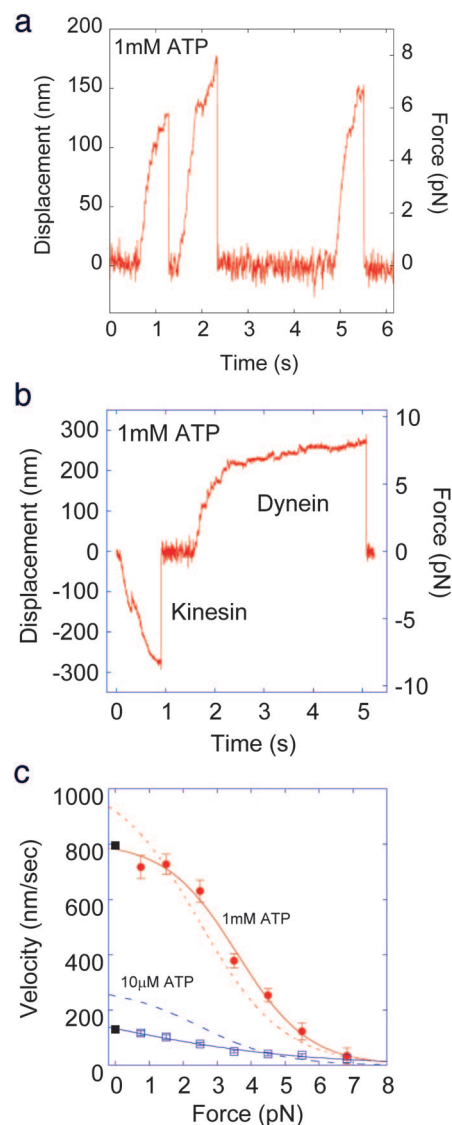 a
1mM ATP
Displacement (nm)
200
150
100
50
0
Force (pN)
8
6
4
2
0
0 1 2 3 4 5 6
Time (s)
b
1mM ATP
Displacement (nm)
300
200
100
0
-100
-200
-300
Force (pN)
10
5
0
-5
-10
Dynein
Kinesin
0 1 2 3 4 5
Time (s)
c
Velocity (nm/sec)
1000
800
600
400
200
0
1mM ATP
10μM ATP
0 1 2 3 4 5 6 7 8
Force (pN)